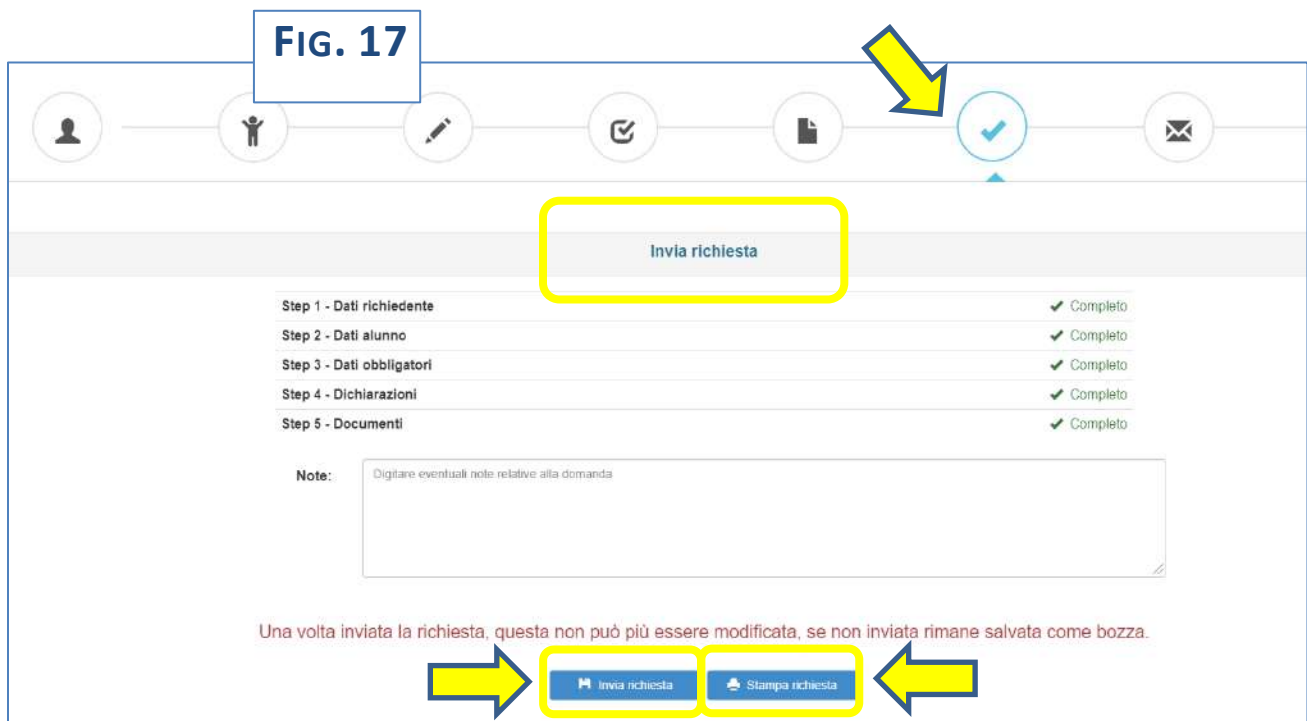 FIG. 17
Invia richiesta
Step 1 - Dati richiedente ✔ Completo
Step 2 - Dati alunno ✔ Completo
Step 3 - Dati obbligatori ✔ Completo
Step 4 - Dichiarazioni ✔ Completo
Step 5 - Documenti ✔ Completo
Note: Digitare eventuali note relative alla domanda
Una volta inviata la richiesta, questa non può più essere modificata, se non inviata rimane salvata come bozza.
Invia richiesta Stampa richiesta